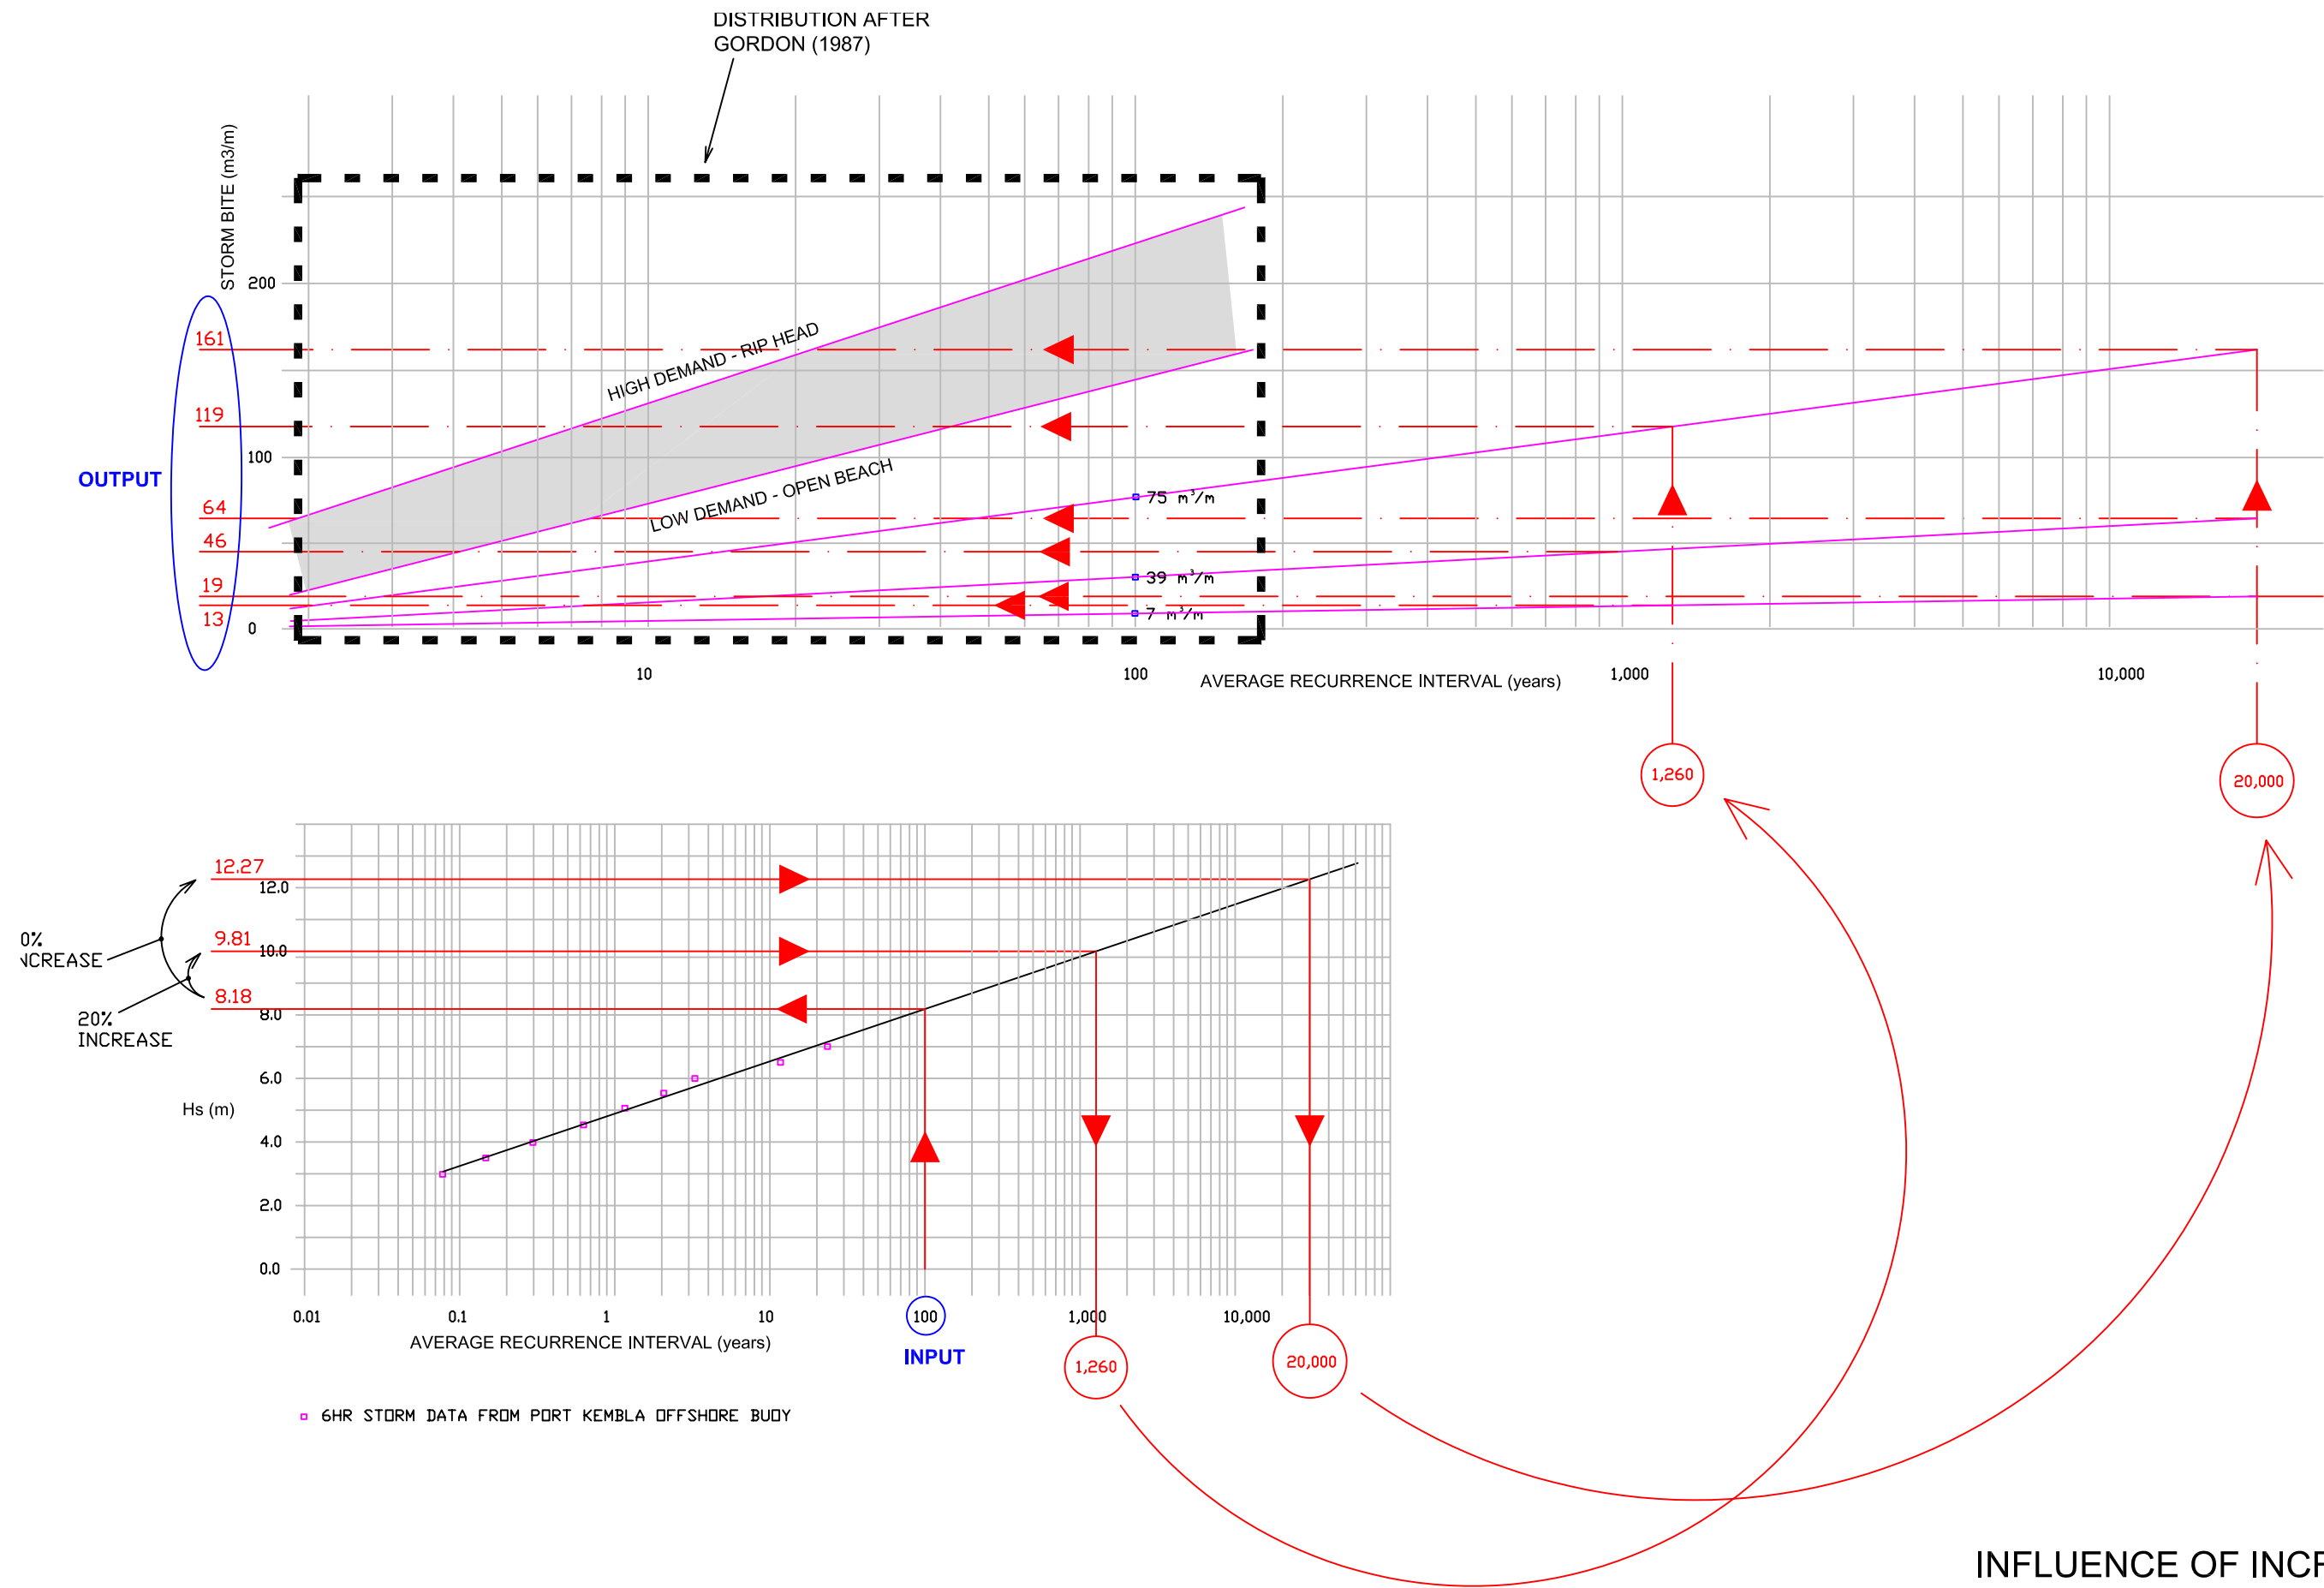 DISTRIBUTION AFTER
GORDON (1987)
STORM BITE (m3/m)
200
161
HIGH DEMAND - RIP HEAD
119
100
OUTPUT
LOW DEMAND - OPEN BEACH
75 m³/m
64
46
39 m³/m
19
13
7 m³/m
0
10
100
1,000
10,000
AVERAGE RECURRENCE INTERVAL (years)
1,260
20,000
12.27
12.0
9.81
10.0
0%
NCREASE
8.18
8.0
20%
INCREASE
6.0
Hs (m)
4.0
2.0
0.0
0.01
0.1
1
10
100
1,000
10,000
AVERAGE RECURRENCE INTERVAL (years)
INPUT
1,260
20,000
6HR STORM DATA FROM PORT KEMBLA OFFSHORE BUOY
INFLUENCE OF INCR